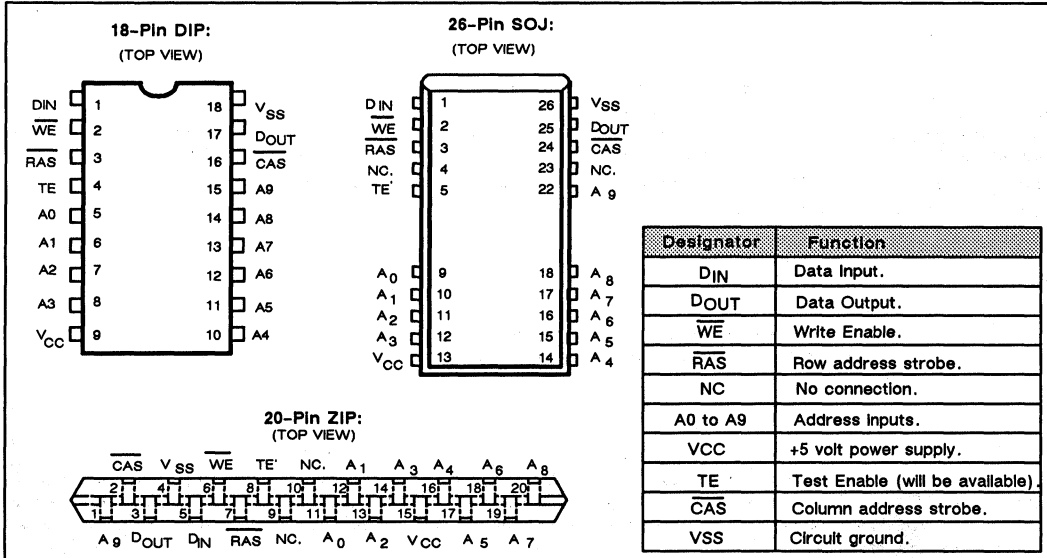 18-Pin DIP:
(TOP VIEW)
DIN 1 18 VSS
WE 2 17 DOUT
RAS 3 16 CAS
TE 4 15 A9
A0 5 14 A8
A1 6 13 A7
A2 7 12 A6
A3 8 11 A5
VCC 9 10 A4
26-Pin SOJ:
(TOP VIEW)
DIN 1 26 VSS
WE 2 25 DOUT
RAS 3 24 CAS
NC. 4 23 NC.
TE 5 22 A9
A0 9 18 A8
A1 10 17 A7
A2 11 16 A6
A3 12 15 A5
VCC 13 14 A4
20-Pin ZIP:
(TOP VIEW)
CAS VSS WE TE NC. A1 A3 A4 A6 A8
2 4 6 8 10 12 14 16 18 20
1 3 5 7 9 11 13 15 17 19
A9 DOUT DIN RAS NC. A0 A2 VCC A5 A7
Designator Function
DIN Data Input.
DOUT Data Output.
WE Write Enable.
RAS Row address strobe.
NC No connection.
A0 to A9 Address inputs.
VCC +5 volt power supply.
TE Test Enable (will be available).
CAS Column address strobe.
VSS Circuit ground.